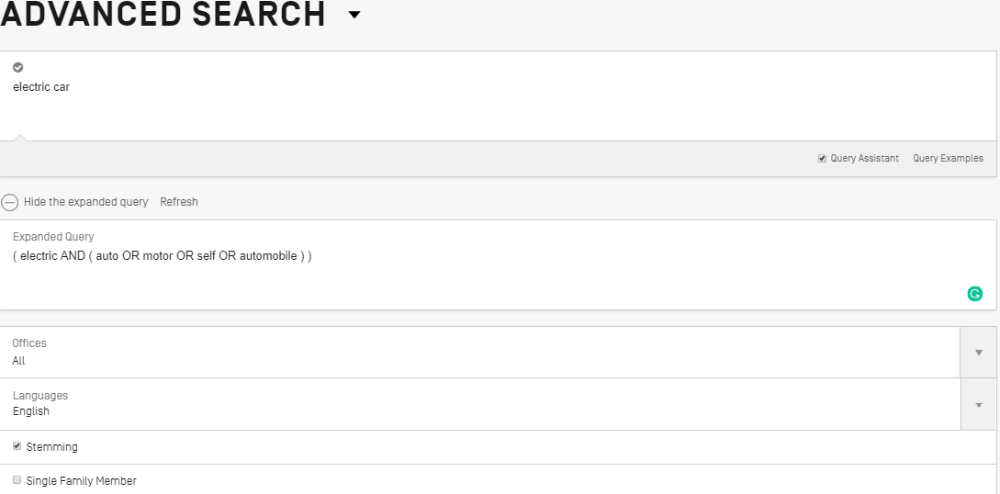 ADVANCED SEARCH
electric car
Query Assistant Query Examples
Hide the expanded query Refresh
Expanded Query
( electric AND ( auto OR motor OR self OR automobile ) )
Offices
All
Languages
English
Stemming
Single Family Member